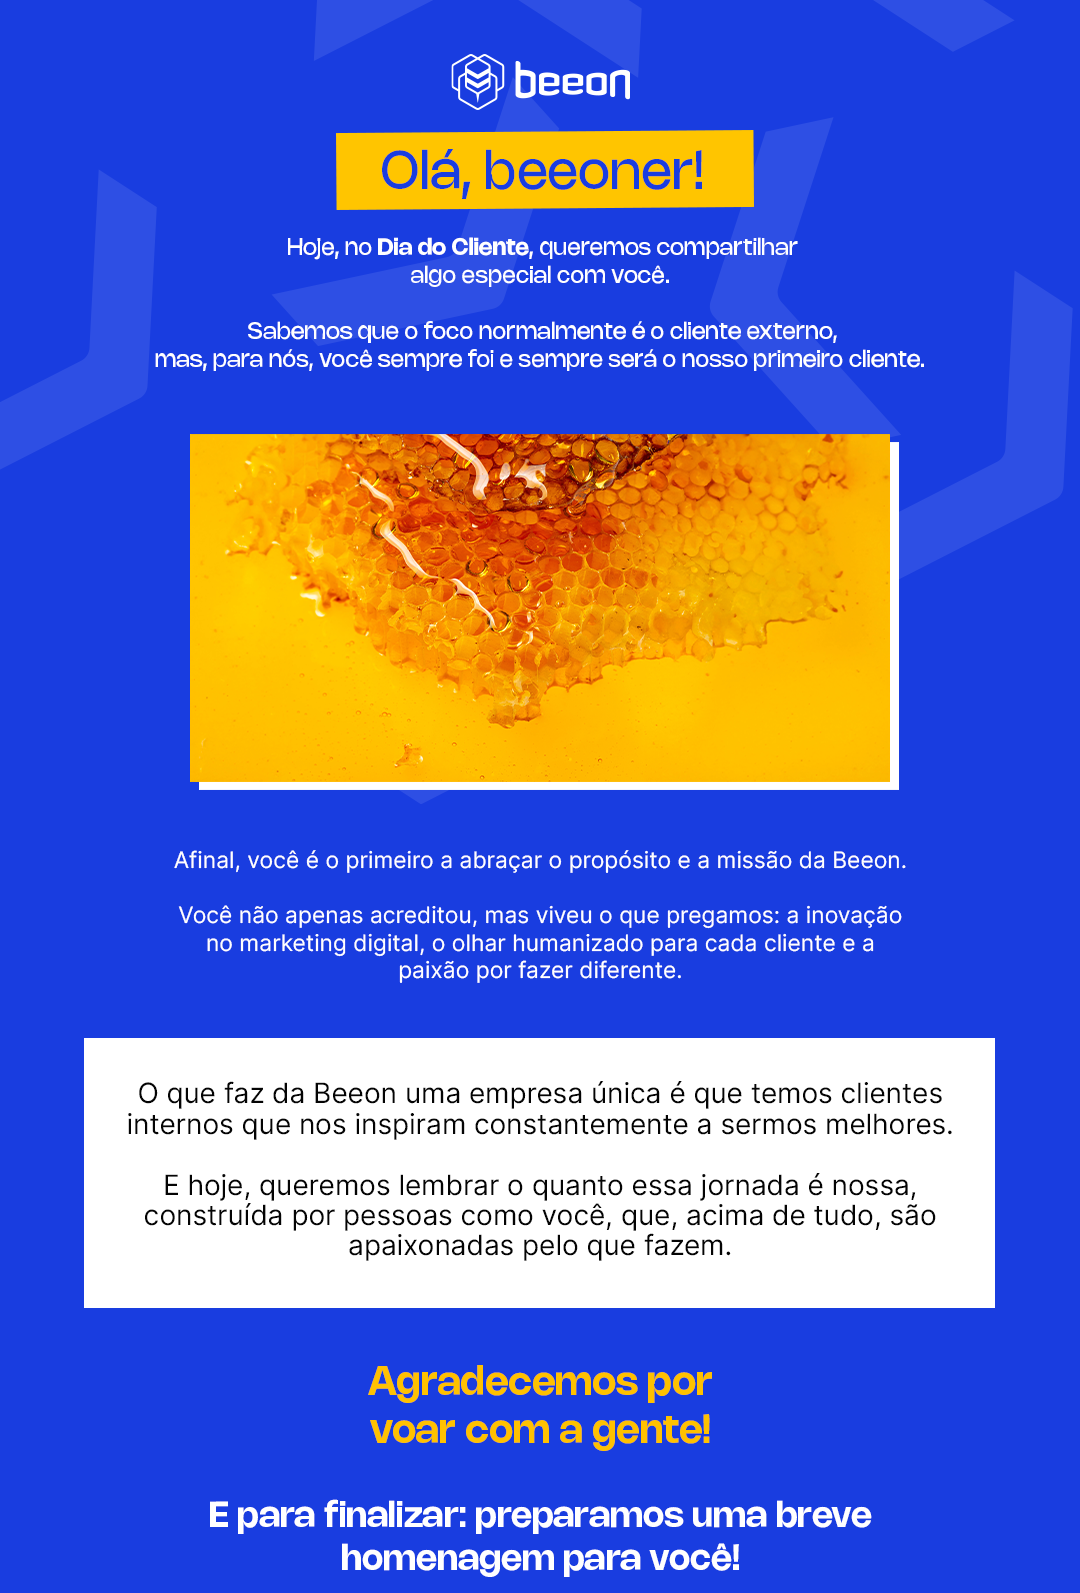 beeon
Olá, beeoner!
Hoje, no Dia do Cliente, queremos compartilhar
algo especial com você.
Sabemos que o foco normalmente é o cliente externo,
mas, para nós, você sempre foi e sempre será o nosso primeiro cliente.
Afinal, você é o primeiro a abraçar o propósito e a missão da Beeon.
Você não apenas acreditou, mas viveu o que pregamos: a inovação
no marketing digital, o olhar humanizado para cada cliente e a
paixão por fazer diferente.
O que faz da Beeon uma empresa única é que temos clientes
internos que nos inspiram constantemente a sermos melhores.
E hoje, queremos lembrar o quanto essa jornada é nossa,
construída por pessoas como você, que, acima de tudo, são
apaixonadas pelo que fazem.
Agradecemos por
voar com a gente!
E para finalizar: preparamos uma breve
homenagem para você!